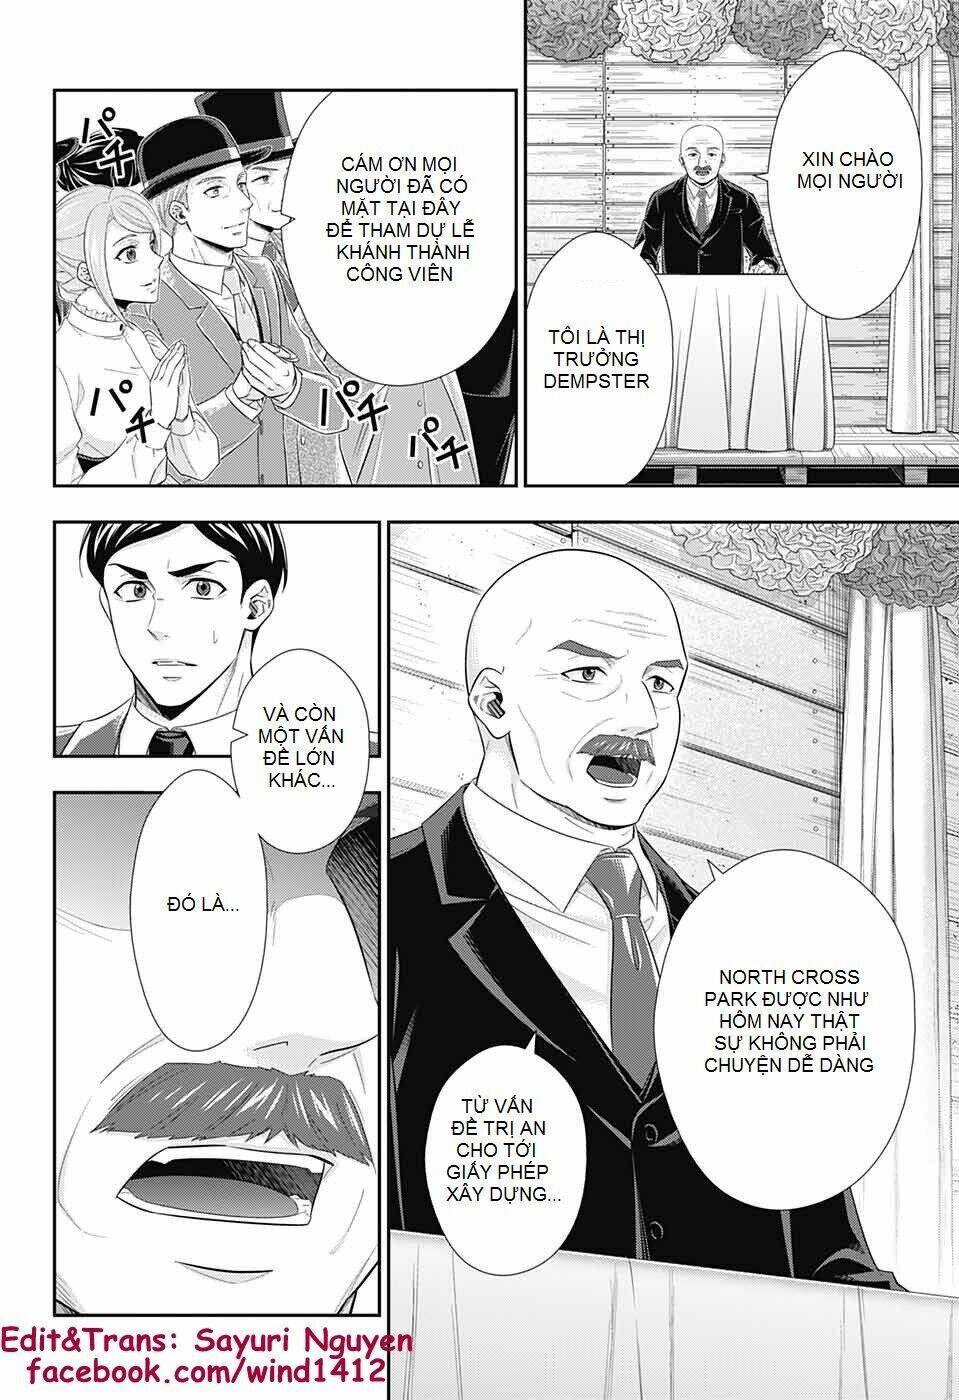 XIN CHÀO
MỌI NGƯỜI
TÔI LÀ THỊ
TRƯỞNG
DEMPSTER
CÁM ƠN MỌI
NGƯỜI ĐÃ CÓ
MẶT TẠI ĐÂY
ĐỂ THAM DỰ LỄ
KHÁNH THÀNH
CÔNG VIÊN
パチ
パチ
パチ
パチ
NORTH CROSS
PARK ĐƯỢC NHƯ
HÔM NAY THẬT
SỰ KHÔNG PHẢI
CHUYỆN DỄ DÀNG
TỪ VẤN
ĐỀ TRỊ AN
CHO TỚI
GIẤY PHÉP
XÂY DỰNG...
VÀ CÒN
MỘT VẤN
ĐỀ LỚN
KHÁC...
ĐÓ LÀ...
Edit&Trans: Sayuri Nguyen
facebook.com/wind1412